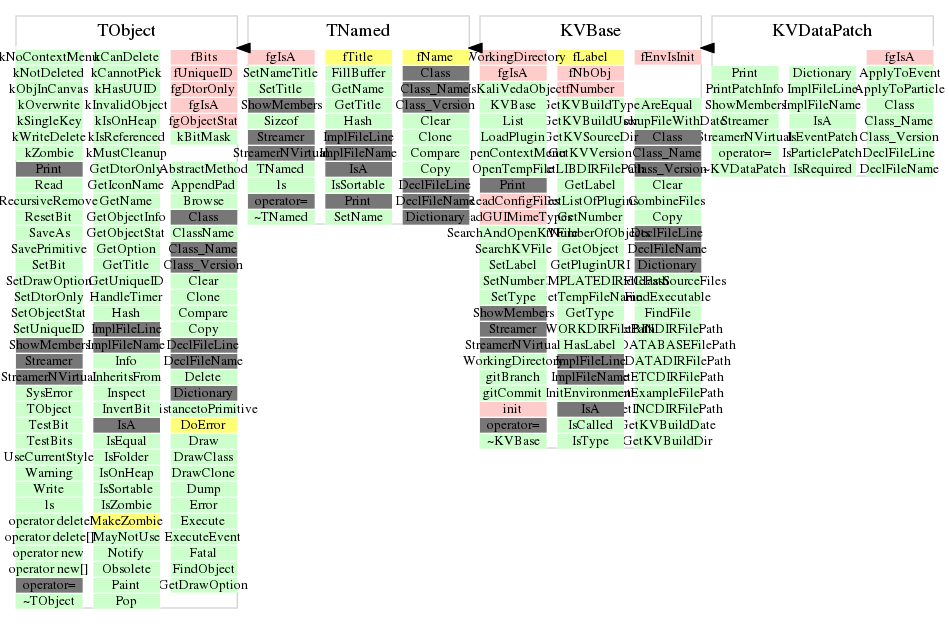 TObject
kCanDelete
kNotDeleted
kObjInCanvas
kOverwrite
kSingleKey
kWriteDelete
kZombie
Print
Read
RecursiveRemove
ResetBit
SaveAs
SavePrimitive
SetBit
SetDrawOption
SetDtorOnly
SetObjectStat
SetUniqueID
ShowMembers
Streamer
SysError
TObject
TestBit
TestBits
UseCurrentStyle
Warning
Write
ls
operator delete
operator delete[]
operator new
operator new[]
operator=
~TObject
kCannotPick
kHasUUID
kInvalidObject
kIsOnHeap
kIsReferenced
kMustCleanup
GetDtorOnly
GetIconName
GetName
GetObjectInfo
GetObjectStat
GetOption
GetTitle
GetUniqueID
HandleTimer
Hash
ImplFileLine
ImplFileName
Info
InheritsFrom
Inspect
InvertBit
IsA
IsEqual
IsFolder
IsOnHeap
IsSortable
IsZombie
MakeZombie
MayNotUse
Notify
Obsolete
Paint
Pop
fBits
fUniqueID
fgDtorOnly
fgIsA
fgObjectStat
kBitMask
AbstractMethod
AppendPad
Browse
Class
ClassName
Class_Name
Class_Version
Clear
Clone
Compare
Copy
DeclFileLine
DeclFileName
Delete
Dictionary
DoError
Draw
DrawClass
DrawClone
Dump
Error
Execute
ExecuteEvent
Fatal
FindObject
GetDrawOption
TNamed
fgIsA
SetNameTitle
SetTitle
ShowMembers
Sizeof
Streamer
TNamed
ls
operator=
~TNamed
fTitle
FillBuffer
GetName
GetTitle
Hash
ImplFileLine
ImplFileName
IsA
IsSortable
Print
SetName
fName
Class
Class_Name
Class_Version
Clear
Clone
Compare
Copy
DeclFileLine
DeclFileName
Dictionary
KVBase
fgIsA
KVBase
List
LoadPlugin
OpenTempFile
Print
SearchKVFile
SetLabel
SetNumber
SetType
ShowMembers
Streamer
StreamerNVirtual
gitBranch
gitCommit
init
operator=
~KVBase
fLabel
fNbObj
fNumber
GetLabel
GetNumber
GetObject
GetPluginURI
GetType
HasLabel
ImplFileLine
ImplFileName
InitEnvironment
IsA
IsCalled
IsType
fEnvIsInit
AreEqual
Class
Class_Name
Class_Version
Clear
CombineFiles
Copy
DeclFileLine
DeclFileName
Dictionary
FindExecutable
FindFile
GetKVBuildDate
GetKVBuildDir
KVDataPatch
Print
PrintPatchInfo
ShowMembers
Streamer
StreamerNVirtual
operator=
~KVDataPatch
Dictionary
ImplFileLine
ImplFileName
IsA
IsEventPatch
IsParticlePatch
IsRequired
fgIsA
ApplyToEvent
ApplyToParticle
Class
Class_Name
Class_Version
DeclFileLine
DeclFileName